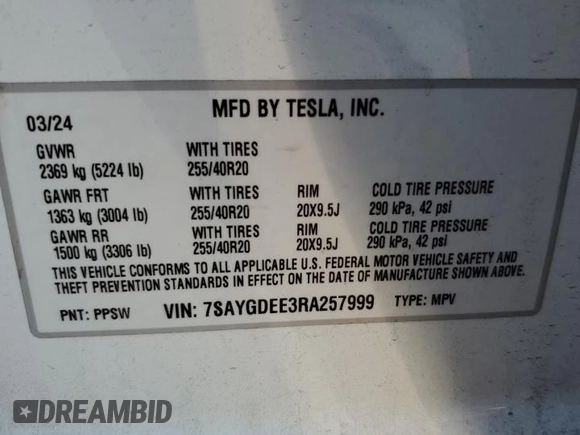 MFD BY TESLA, INC.
03/24
GVWR WITH TIRES
2369 kg (5224 lb) 255/40R20
GAWR FRT WITH TIRES RIM COLD TIRE PRESSURE
1363 kg (3004 lb) 255/40R20 20X9.5J 290 kPa, 42 psi
GAWR RR WITH TIRES RIM COLD TIRE PRESSURE
1500 kg (3306 lb) 255/40R20 20X9.5J 290 kPa, 42 psi
THIS VEHICLE CONFORMS TO ALL APPLICABLE U.S. FEDERAL MOTOR VEHICLE SAFETY AND
THEFT PREVENTION STANDARDS IN EFFECT ON THE DATE OF MANUFACTURE SHOWN ABOVE.
PNT: PPSW VIN: 7SAYGDEE3RA257999 TYPE: MPV
DREAMBID